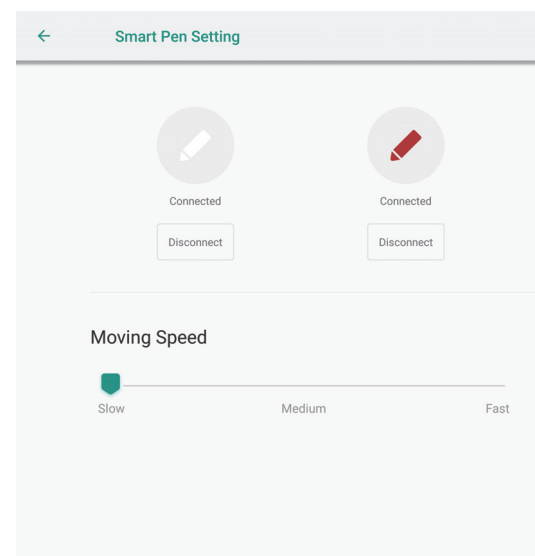 Smart Pen Setting
Connected Connected
Disconnect Disconnect
Moving Speed
Slow Medium Fast